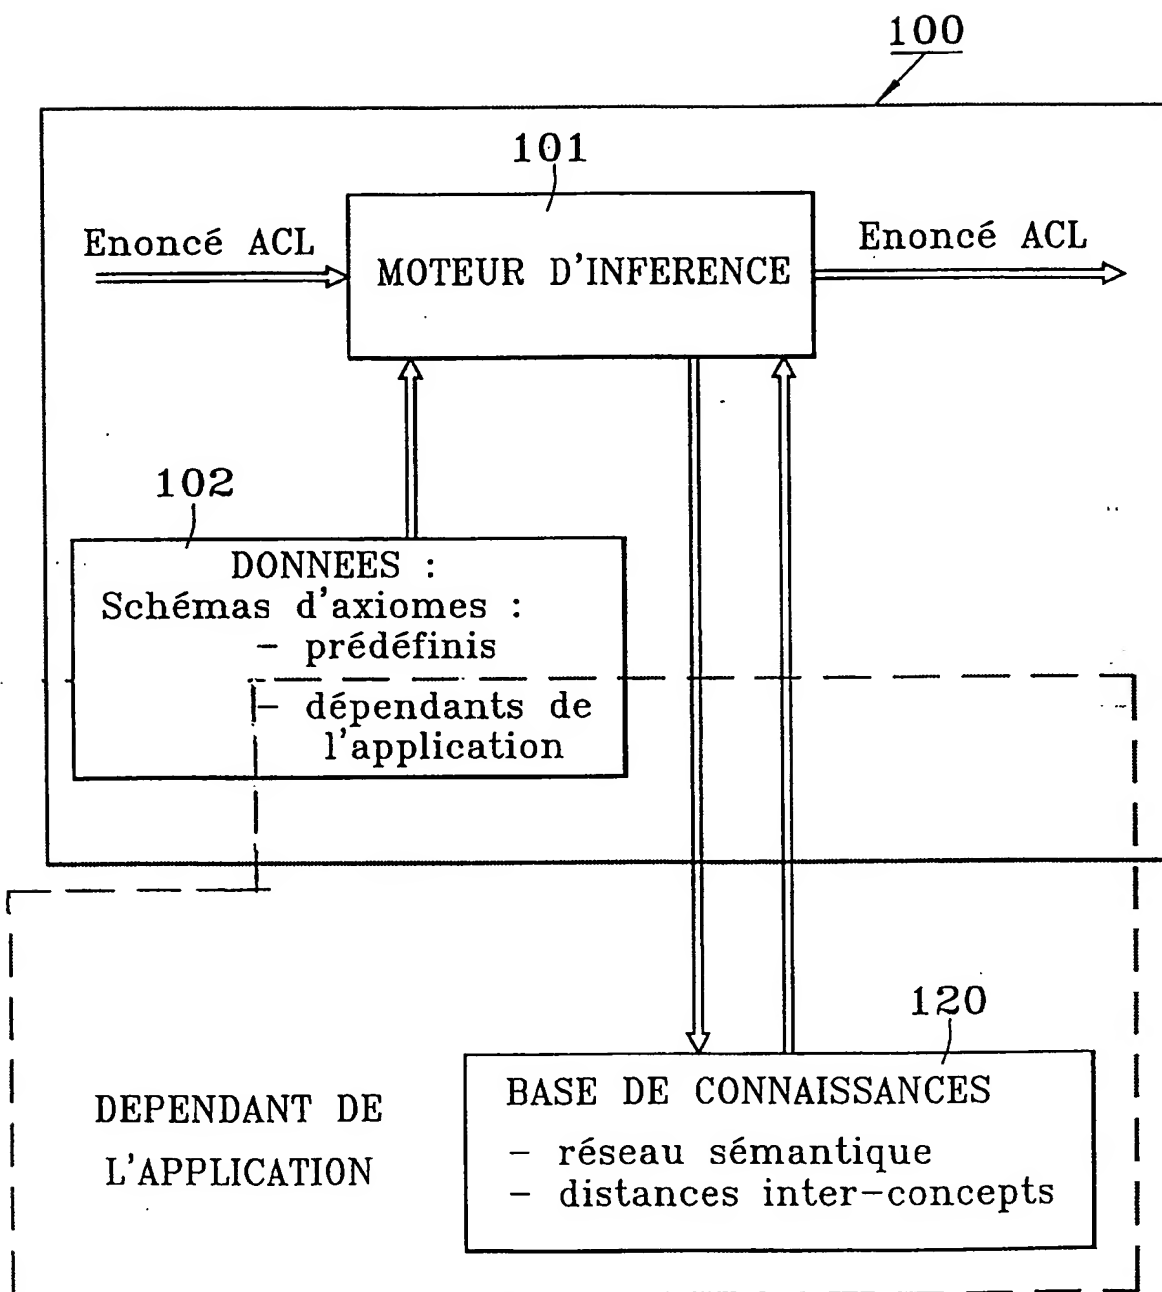 100
101
Enoncé ACL
MOTEUR D'INFERENCE
Enoncé ACL
102
DONNEES :
Schémas d'axiomes :
- prédéfinis
- dépendants de
l'application
120
BASE DE CONNAISSANCES
- réseau sémantique
- distances inter-concepts
DEPENDANT DE
L'APPLICATION